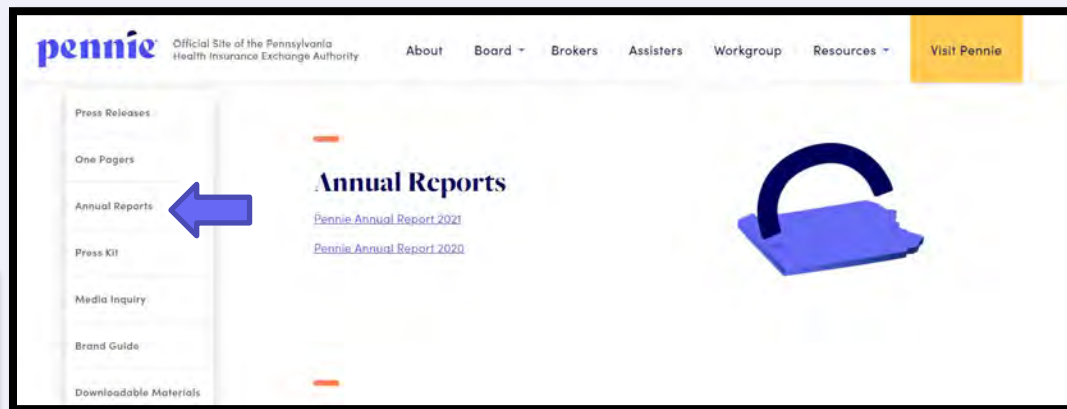 pennie
Official Site of the Pennsylvania
Health Insurance Exchange Authority
About
Board
Brokers
Assisters
Workgroup
Resources
Visit Pennie
Press Releases
One Pagers
Annual Reports
Press Kit
Media Inquiry
Brand Guide
Downloadable Materials
Annual Reports
Pennie Annual Report 2021
Pennie Annual Report 2020